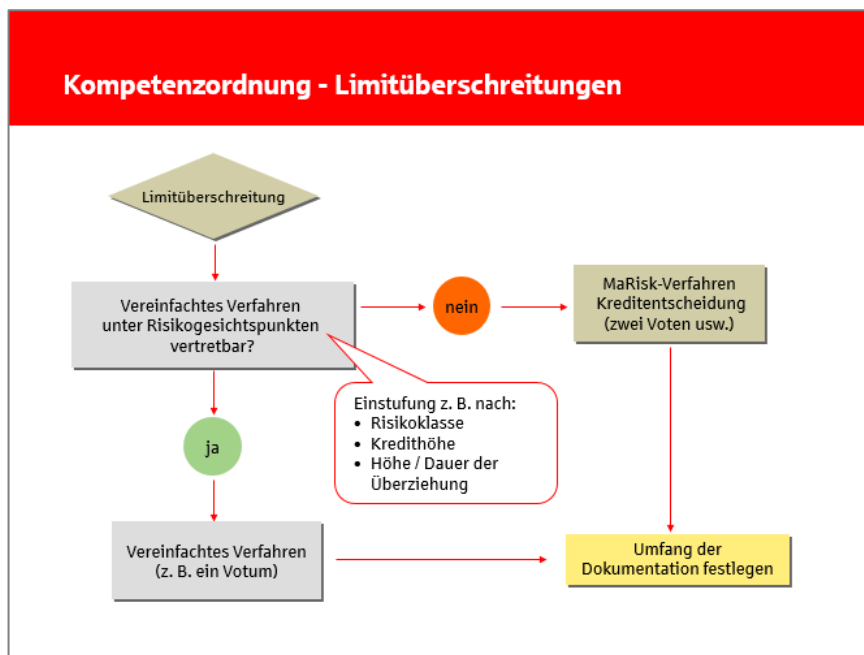 Kompetenzordnung - Limitüberschreitungen
Limitüberschreitung
Vereinfachtes Verfahren
unter Risikogesichtspunkten
vertretbar?
nein
MaRisk-Verfahren
Kreditentscheidung
(zwei Voten usw.)
Einstufung z. B. nach:
• Risikoklasse
• Kredithöhe
• Höhe / Dauer der
Überziehung
ja
Vereinfachtes Verfahren
(z. B. ein Votum)
Umfang der
Dokumentation festlegen